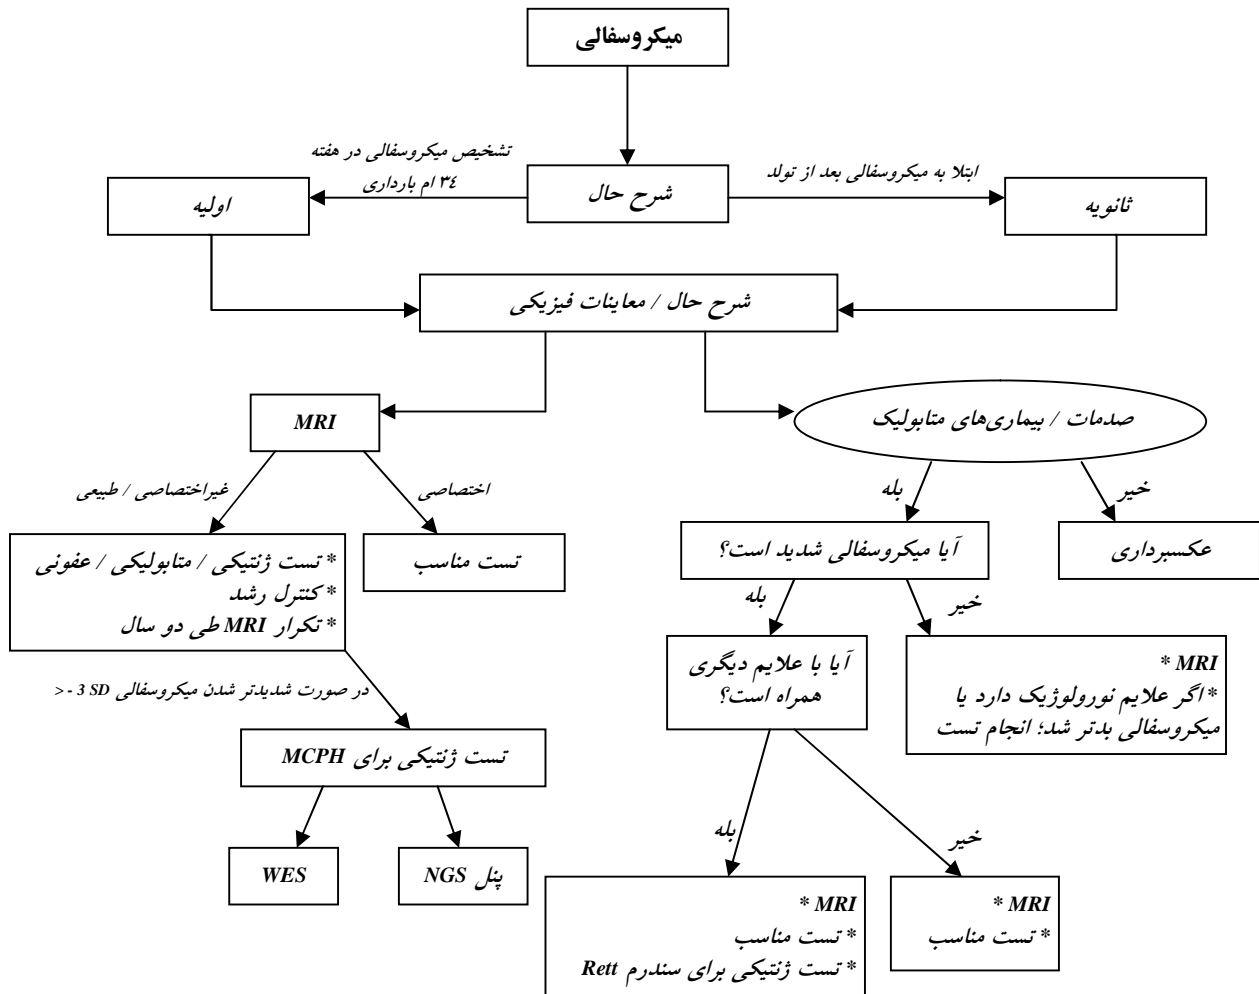 میکروسفالی
تشخیص میکروسفالی در هفته
٣٤ ام بارداری
ابتلا به میکروسفالی بعد از تولد
شرح حال
اولیه
ثانویه
شرح حال / معاینات فیزیکی
MRI
صدمات / بیماری‌های متابولیک
غیراختصاصی / طبیعی
اختصاصی
بله
خیر
* تست ژنتیکی / متابولیکی / عفونی
* کنترل رشد
* تکرار MRI طی دو سال
تست مناسب
آیا میکروسفالی شدید است؟
عکسبرداری
بله
خیر
در صورت شدیدتر شدن میکروسفالی >- 3 SD
آیا با علایم دیگری
همراه است؟
* MRI
* اگر علایم نورولوژیک دارد یا
میکروسفالی بدتر شد؛ انجام تست
تست ژنتیکی برای MCPH
بله
خیر
WES
پنل NGS
* MRI
* تست مناسب
* تست ژنتیکی برای سندرم Rett
* MRI
* تست مناسب